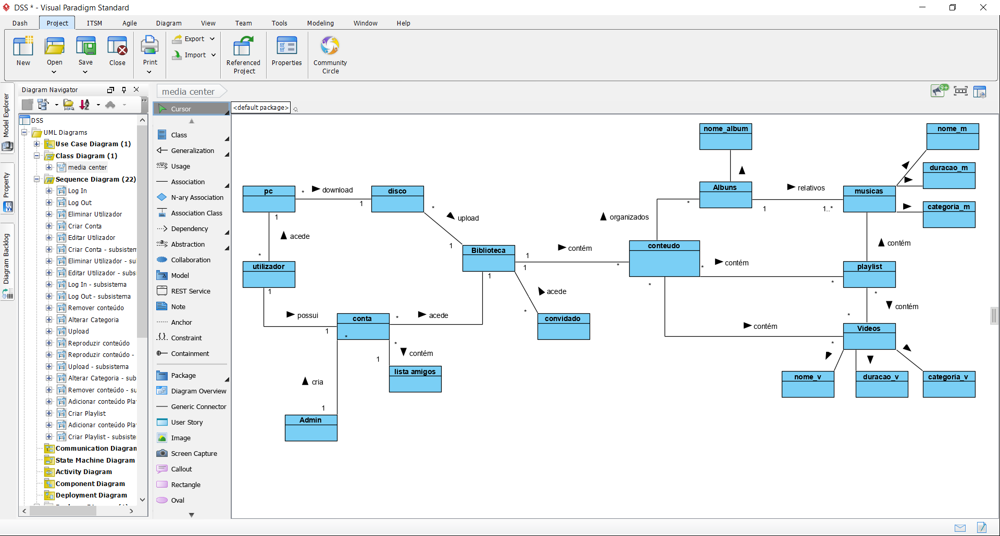 DSS * - Visual Paradigm Standard
Dash
Project
ITSM
Agile
Diagram
View
Team
Tools
Modeling
Window
Help
New
Open
Save
Close
Print
Export
Import
Referenced
Project
Properties
Community
Circle
Model Explorer
Property
Diagram Backlog
Diagram Navigator
DSS
UML Diagrams
Use Case Diagram (1)
Class Diagram (1)
media center
Sequence Diagram (22)
Log In
Log Out
Eliminar Utilizador
Criar Conta
Editar Utilizador
Criar Conta - subsistem
Eliminar Utilizador - su
Editar Utilizador - subs
Log In - subsistema
Log Out - subsistema
Remover conteúdo
Alterar Categoria
Upload
Reproduzir conteúdo
Reproduzir conteúdo -
Upload - subsistema
Alterar Categoria - sub
Remover conteúdo - su
Adicionar conteúdo Pla
Criar Playlist
Adicionar conteúdo Pla
Criar Playlist - subsiste
Communication Diagran
State Machine Diagram
Activity Diagram
Component Diagram
Deployment Diagram
media center
9+
Cursor
<default package>
Class
Generalization
Usage
Association
N-ary Association
Association Class
Dependency
Abstraction
Collaboration
Model
REST Service
Note
Anchor
Constraint
Containment
Package
Diagram Overview
Generic Connector
User Story
Image
Screen Capture
Callout
Rectangle
Oval
nome_album
nome_m
duracao_m
categoria_m
Albuns
relativos
musicas
1
1..*
*
pc
*
download
1
disco
*
upload
1
1
acede
*
organizados
Biblioteca
1
1
contém
*
conteudo
*
contém
*
contém
playlist
utilizador
1
1
acede
*
*
*
contém
*
possui
1
conta
*
*
acede
convidado
contém
*
Videos
*
contém
1
lista amigos
cria
1
Admin
nome_v
duracao_v
categoria_v